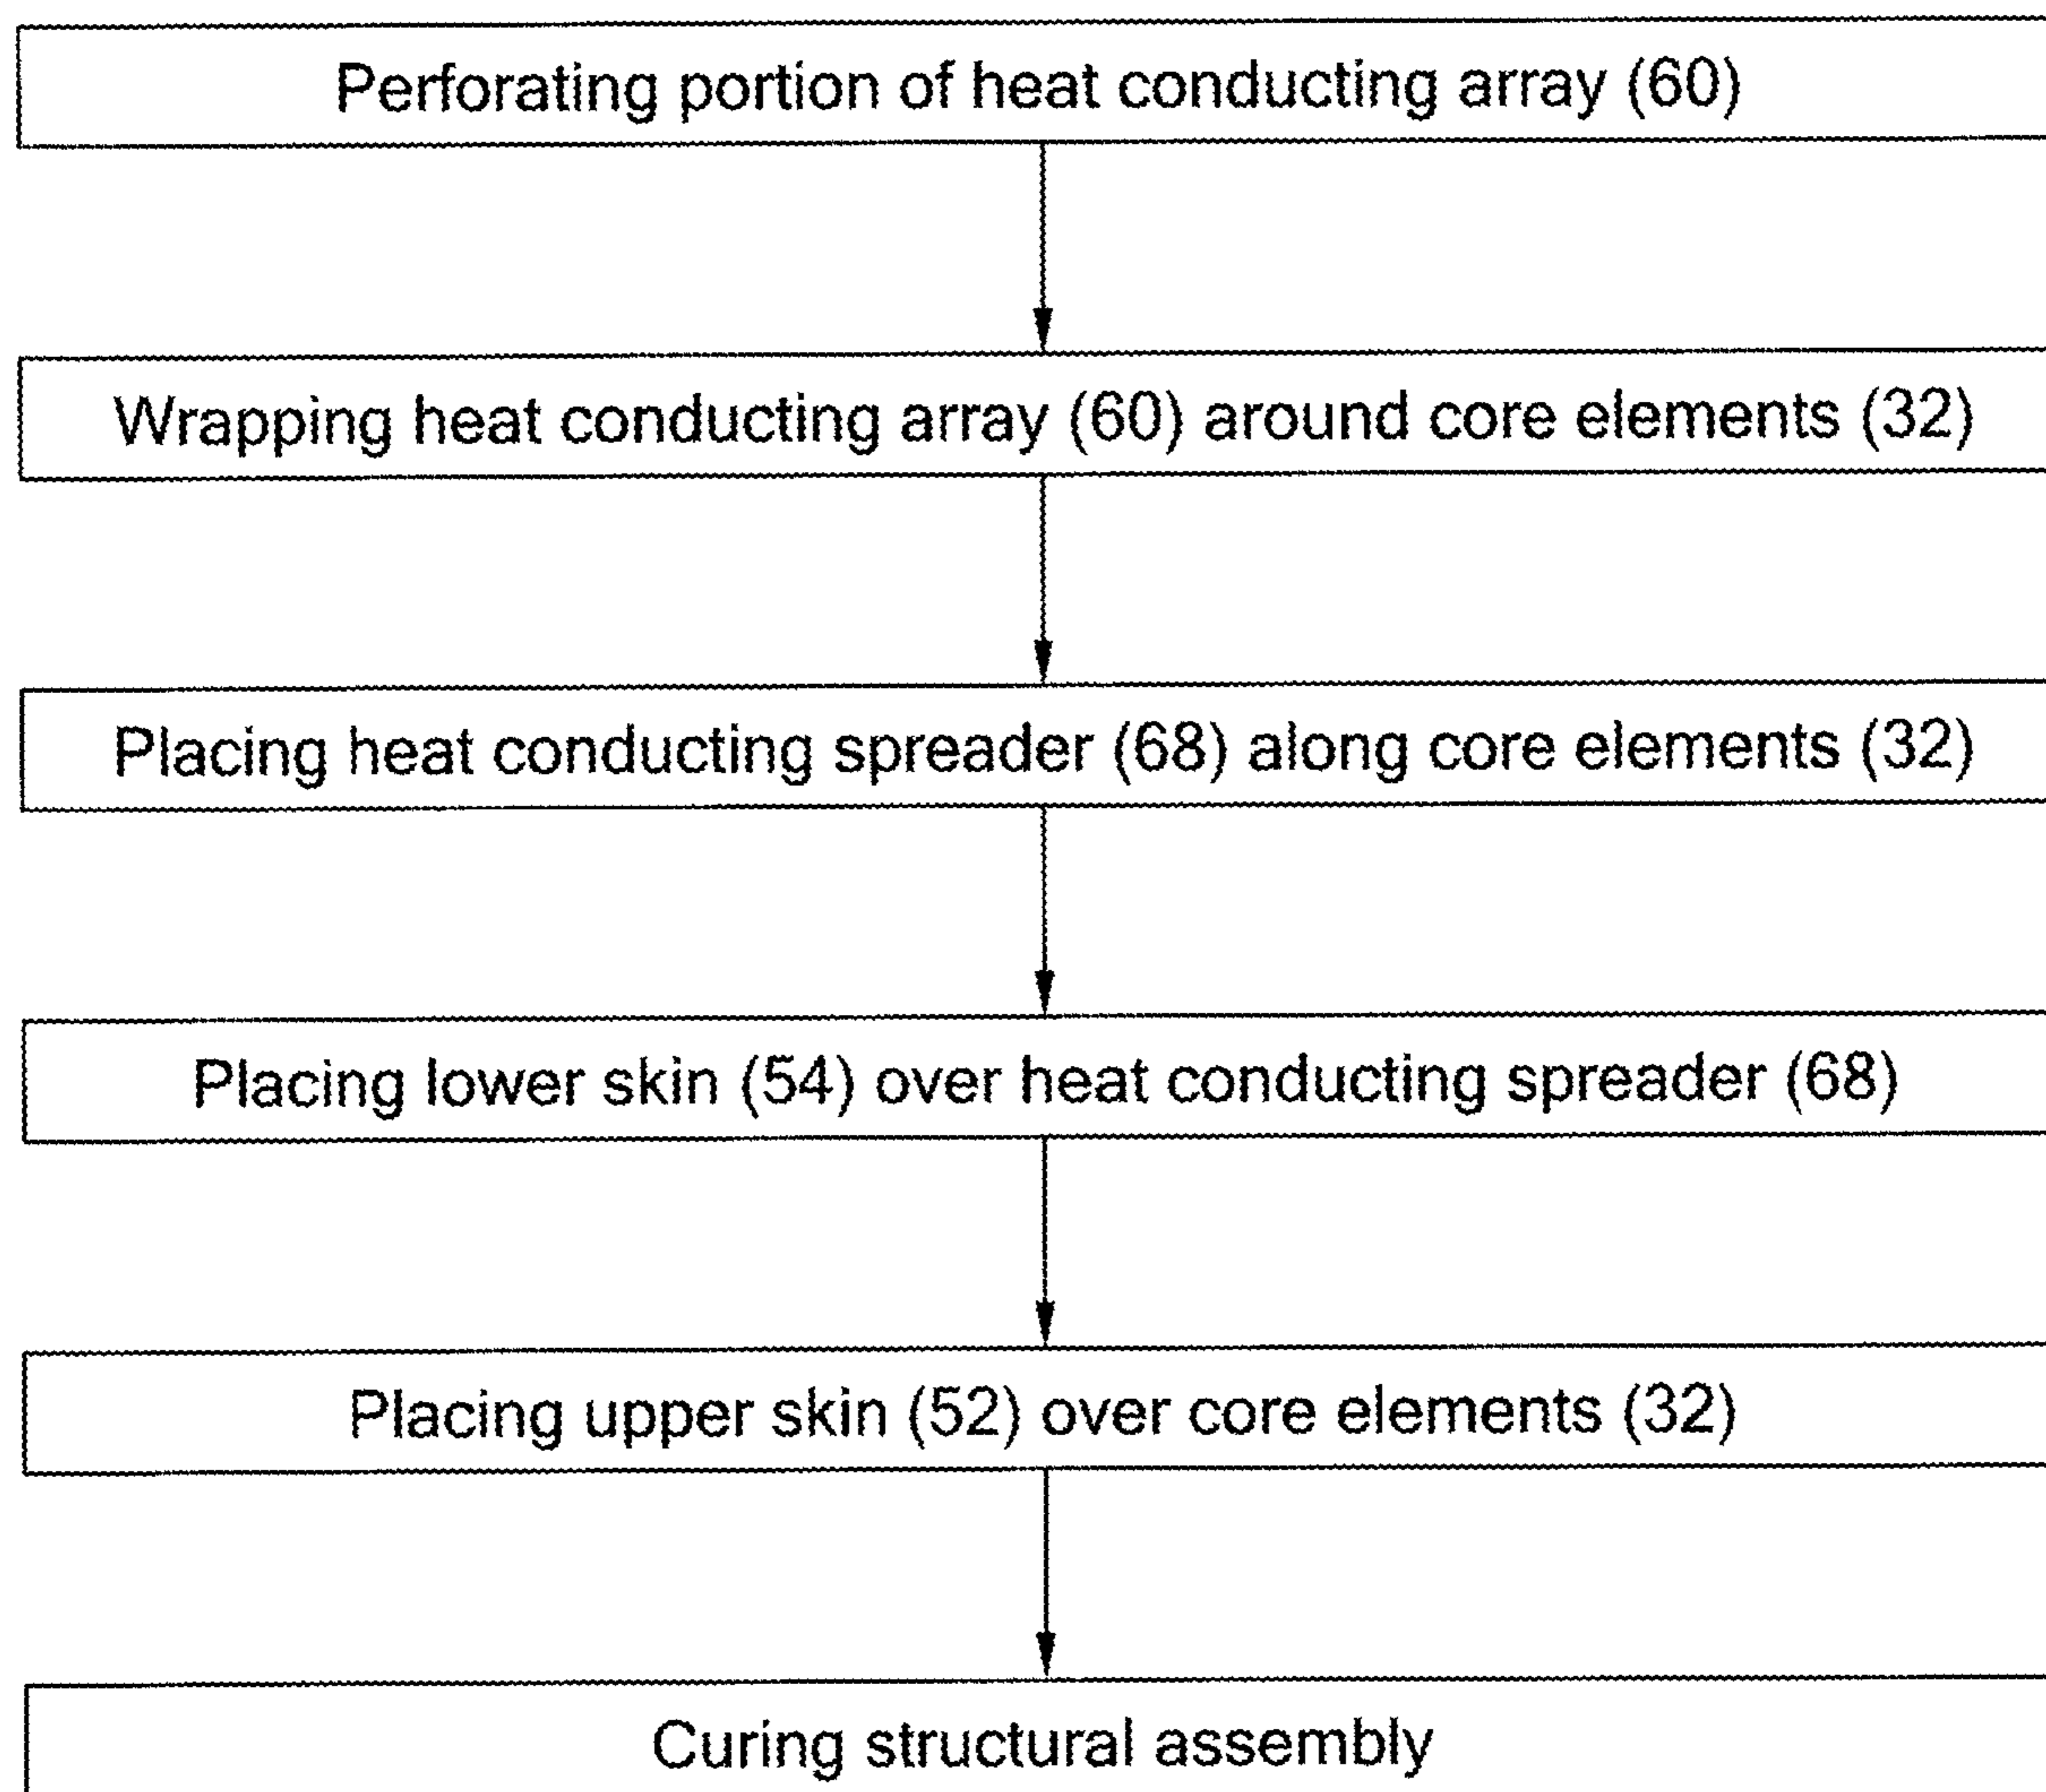 Perforating portion of heat conducting array (60)
Wrapping heat conducting array (60) around core elements (32)
Placing heat conducting spreader (68) along core elements (32)
Placing lower skin (54) over heat conducting spreader (68)
Placing upper skin (52) over core elements (32)
Curing structural assembly